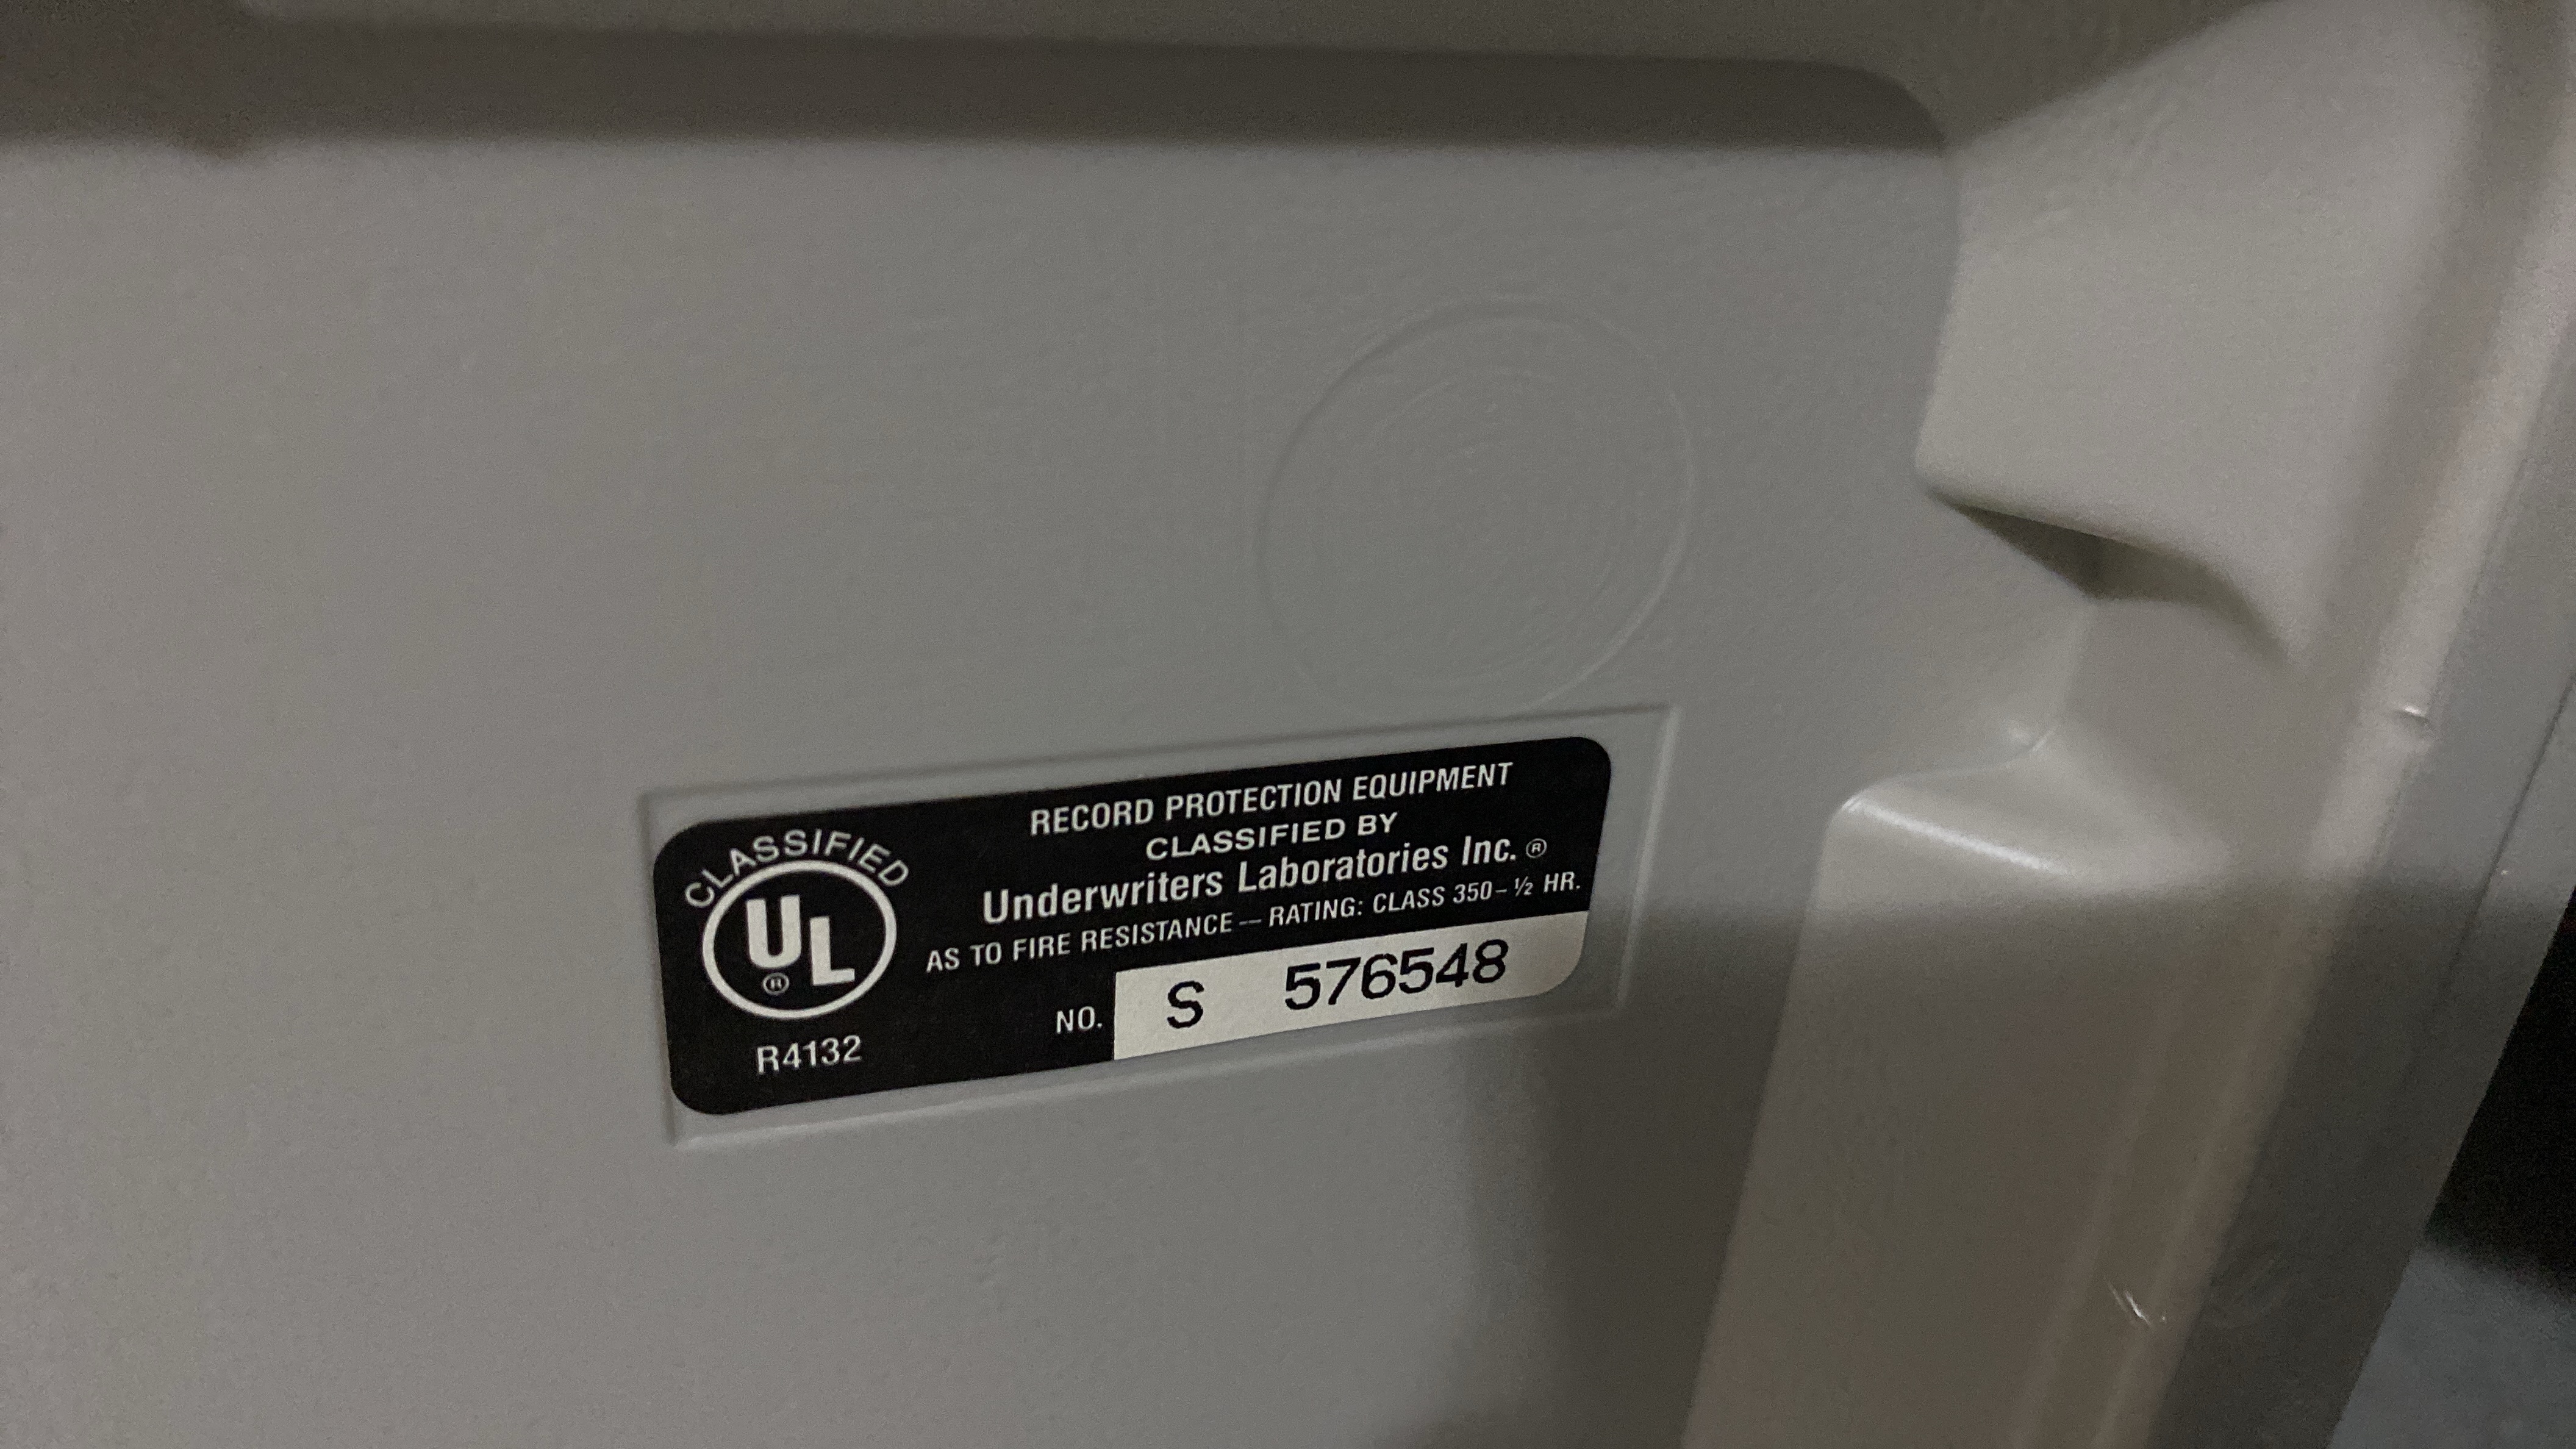 CLASSIFIED
UL®
R4132
RECORD PROTECTION EQUIPMENT
CLASSIFIED BY
Underwriters Laboratories Inc.®
AS TO FIRE RESISTANCE — RATING: CLASS 350-½ HR.
NO. S 576548